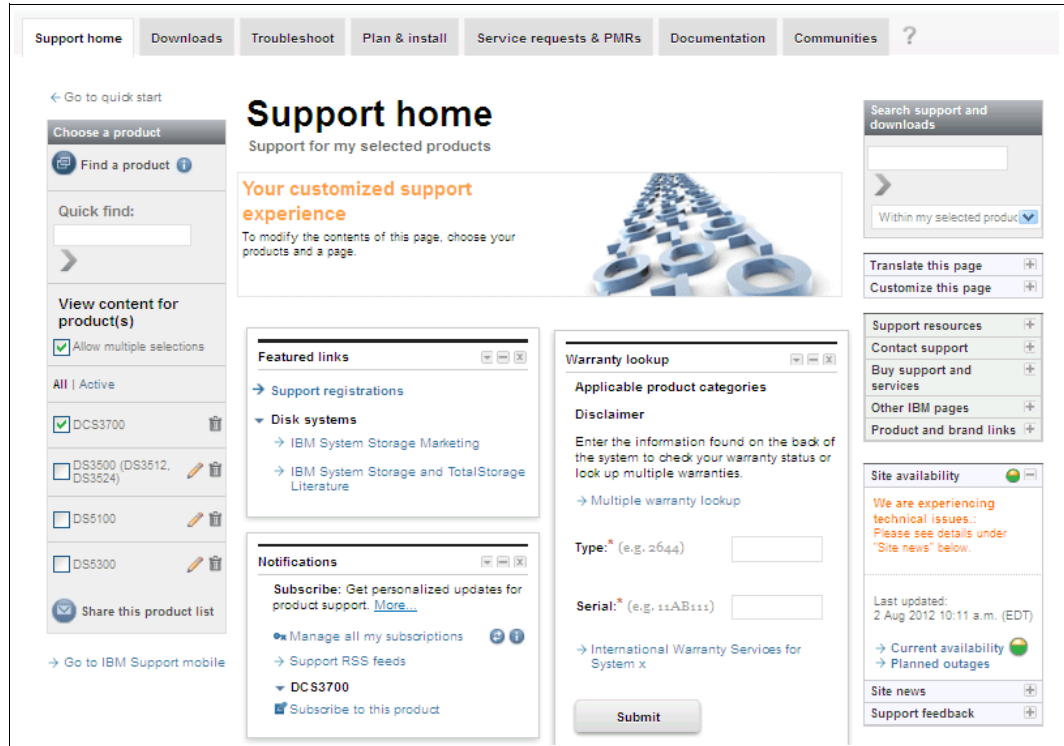 Support home
Downloads
Troubleshoot
Plan & install
Service requests & PMRs
Documentation
Communities
?
← Go to quick start
Choose a product
Find a product
Quick find:
View content for
product(s)
Allow multiple selections
All | Active
DCS3700
DS3500 (DS3512,
DS3524)
DS5100
DS5300
Share this product list
→ Go to IBM Support mobile
Support home
Support for my selected products
Your customized support
experience
To modify the contents of this page, choose your
products and a page.
Featured links
→ Support registrations
Disk systems
→ IBM System Storage Marketing
→ IBM System Storage and TotalStorage
Literature
Notifications
Subscribe: Get personalized updates for
product support. More...
Manage all my subscriptions
→ Support RSS feeds
DCS3700
Subscribe to this product
Warranty lookup
Applicable product categories
Disclaimer
Enter the information found on the back of
the system to check your warranty status or
look up multiple warranties.
→ Multiple warranty lookup
Type:* (e.g. 2644)
Serial:* (e.g. 11AB111)
→ International Warranty Services for
System x
Submit
Search support and
downloads
Within my selected produc
Translate this page
Customize this page
Support resources
Contact support
Buy support and
services
Other IBM pages
Product and brand links
Site availability
We are experiencing
technical issues.:
Please see details under
"Site news" below.
Last updated:
2 Aug 2012 10:11 a.m. (EDT)
→ Current availability
→ Planned outages
Site news
Support feedback